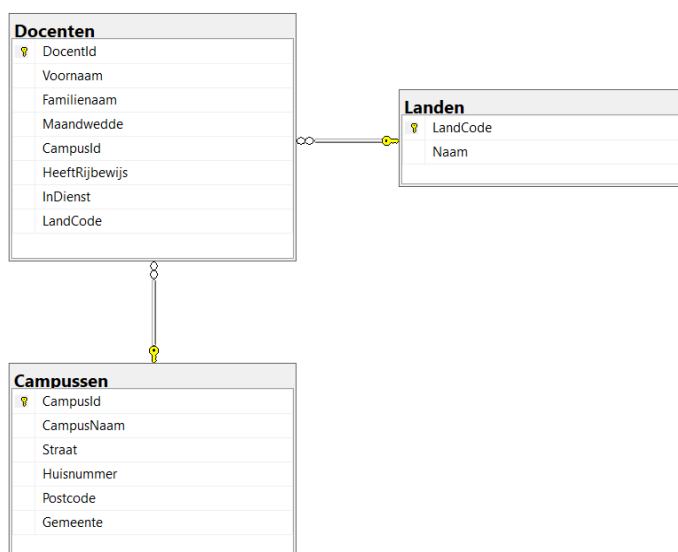 Docenten
DocentId
Voornaam
Familienaam
Maandwedde
CampusId
HeeftRijbewijs
InDienst
LandCode
Landen
LandCode
Naam
Campussen
CampusId
CampusNaam
Straat
Huisnummer
Postcode
Gemeente